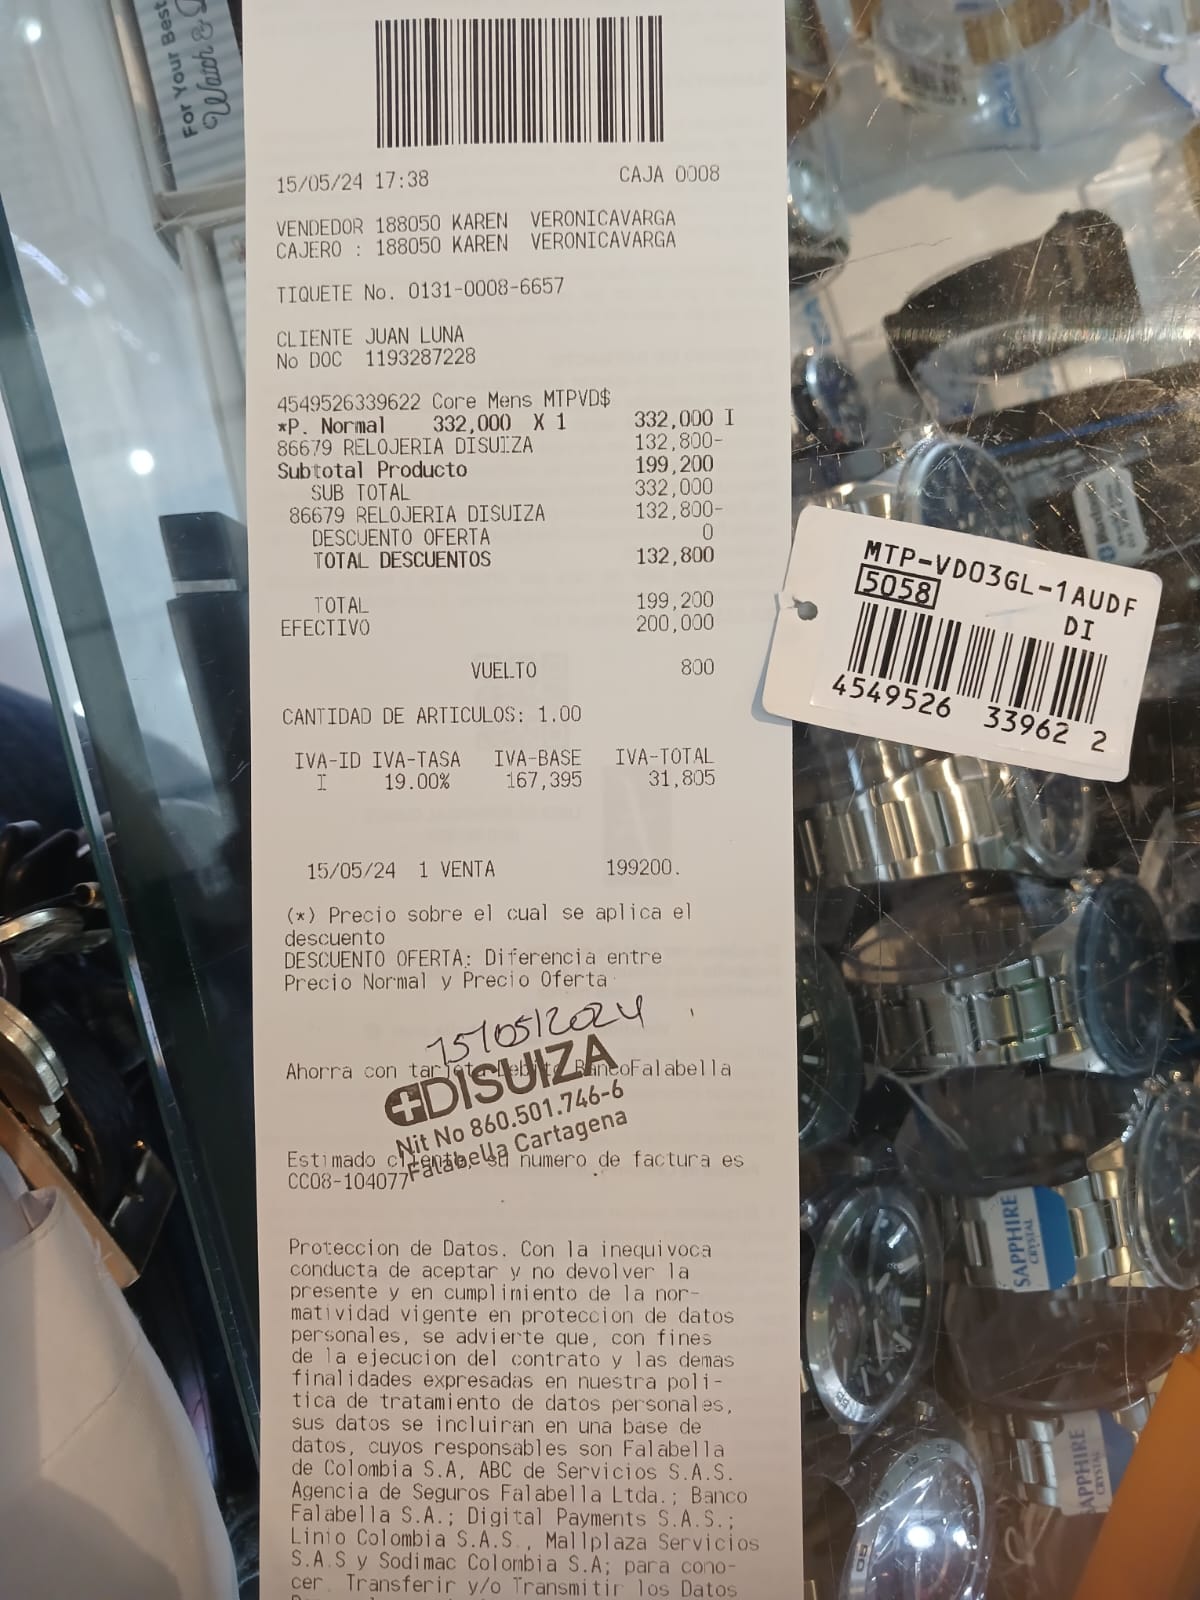 For Your Best
Watch &
15/05/24 17:38 CAJA 0008
VENDEDOR 188050 KAREN VERONICAVARGA
CAJERO : 188050 KAREN VERONICAVARGA
TIQUETE No. 0131-0008-6657
CLIENTE JUAN LUNA
No DOC 1193287228
4549526339622 Core Mens MTPVD$
*P. Normal 332,000 X 1 332,000 I
86679 RELOJERIA DISUIZA 132,800-
Subtotal Producto 199,200
SUB TOTAL 332,000
86679 RELOJERIA DISUIZA 132,800-
DESCUENTO OFERTA 0
TOTAL DESCUENTOS 132,800
TOTAL 199,200
EFECTIVO 200,000
VUELTO 800
CANTIDAD DE ARTICULOS: 1.00
IVA-ID IVA-TASA IVA-BASE IVA-TOTAL
I 19.00% 167,395 31,805
15/05/24 1 VENTA 199200.
(*) Precio sobre el cual se aplica el
descuento
DESCUENTO OFERTA: Diferencia entre
Precio Normal y Precio Oferta
15/05/2024
Ahorra con tarjeta Debito BancoFalabella
DISUIZA
Nit No 860.501.746-6
Falabella Cartagena
Estimado cliente, su numero de factura es
CC08-104077
Proteccion de Datos. Con la inequivoca
conducta de aceptar y no devolver la
presente y en cumplimiento de la nor-
matividad vigente en proteccion de datos
personales, se advierte que, con fines
de la ejecucion del contrato y las demas
finalidades expresadas en nuestra poli-
tica de tratamiento de datos personales,
sus datos se incluiran en una base de
datos, cuyos responsables son Falabella
de Colombia S.A, ABC de Servicios S.A.S.
Agencia de Seguros Falabella Ltda.; Banco
Falabella S.A.; Digital Payments S.A.S.;
Linio Colombia S.A.S., Mallplaza Servicios
S.A.S y Sodimac Colombia S.A; para cono-
cer. Transferir y/o Transmitir los Datos
MTP-VD03GL-1AUDF
5058
DI
4549526 33962 2
SAPPHIRE
CRYSTAL
SAPPHIRE
CRYSTAL